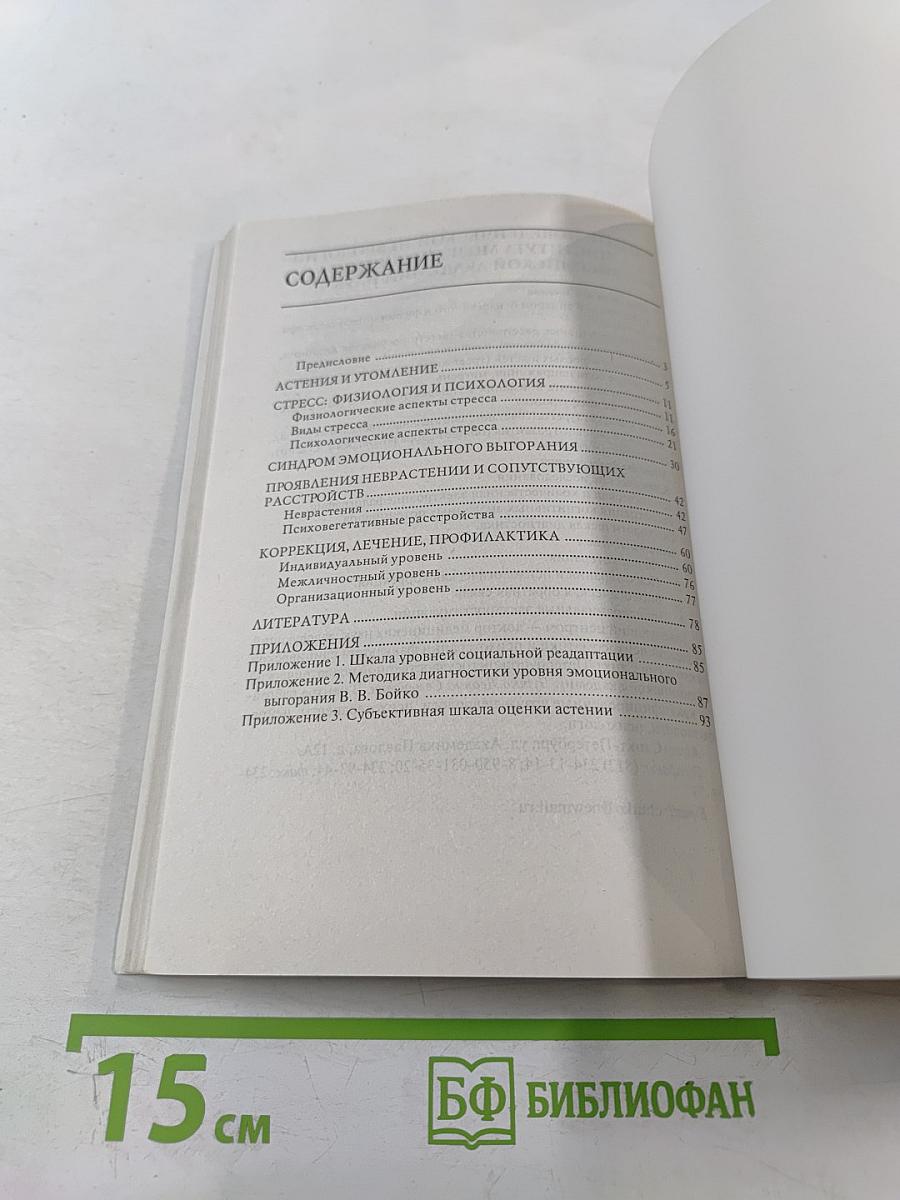 СОДЕРЖАНИЕ
Предисловие ... 3
АСТЕНИЯ И УТОМЛЕНИЕ ... 5
СТРЕСС: ФИЗИОЛОГИЯ И ПСИХОЛОГИЯ ... 11
Физиологические аспекты стресса ... 11
Виды стресса ... 16
Психологические аспекты стресса ... 21
СИНДРОМ ЭМОЦИОНАЛЬНОГО ВЫГОРАНИЯ ... 30
ПРОЯВЛЕНИЯ НЕВРАСТЕНИИ И СОПУТСТВУЮЩИХ
РАССТРОЙСТВ ... 42
Неврастения ... 42
Психовегетативные расстройства ... 47
КОРРЕКЦИЯ, ЛЕЧЕНИЕ, ПРОФИЛАКТИКА ... 60
Индивидуальный уровень ... 60
Межличностный уровень ... 76
Организационный уровень ... 77
ЛИТЕРАТУРА ... 78
ПРИЛОЖЕНИЯ ... 85
Приложение 1. Шкала уровней социальной реадаптации ... 85
Приложение 2. Методика диагностики уровня эмоционального
выгорания В. В. Бойко ... 87
Приложение 3. Субъективная шкала оценки астении ... 93
15 см
БФ БИБЛИОФАН